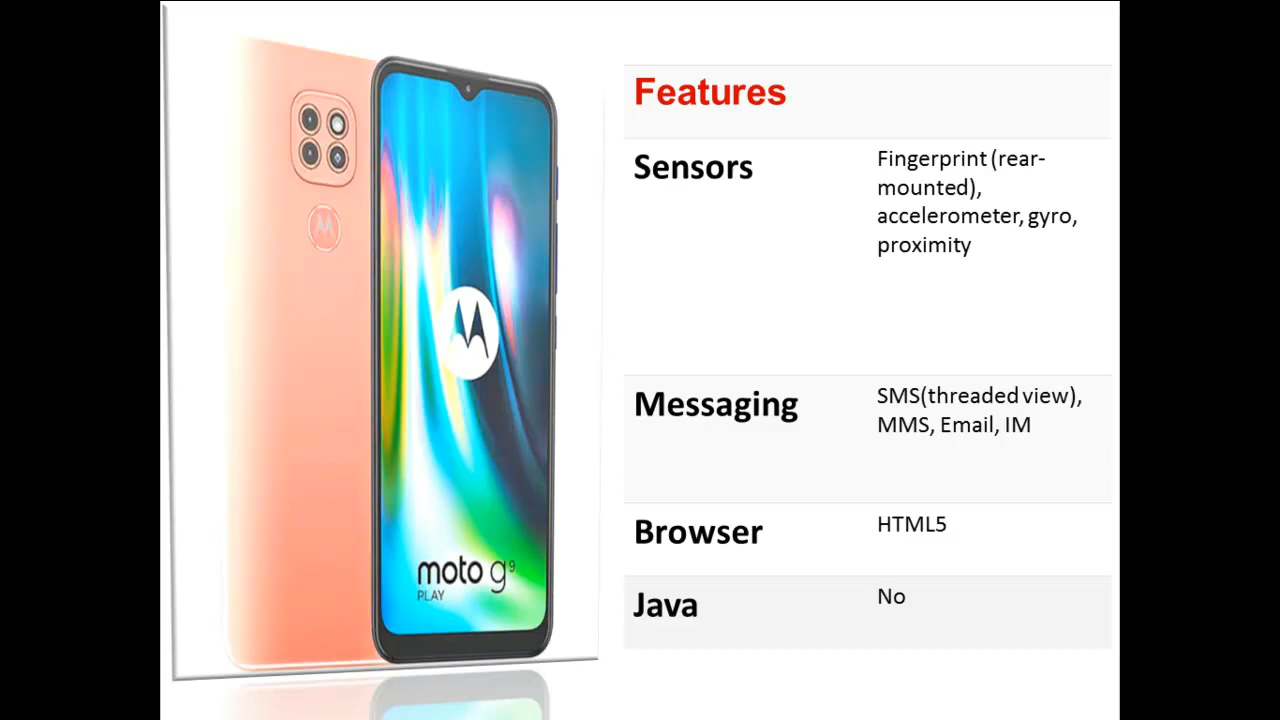 Features
Sensors
Fingerprint (rear-
mounted),
accelerometer, gyro,
proximity
Messaging
SMS(threaded view),
MMS, Email, IM
Browser
HTML5
Java
No
moto g9
PLAY